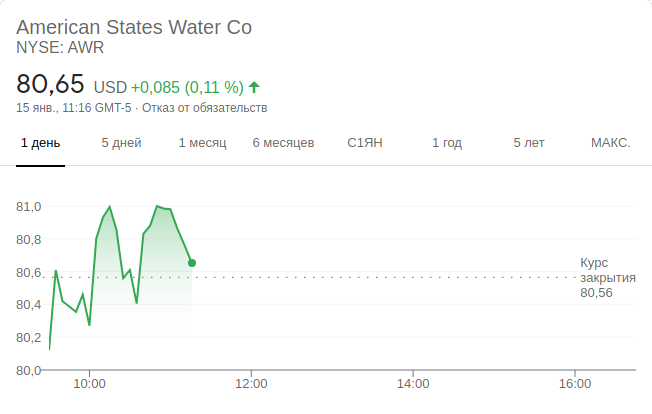 American States Water Co
NYSE: AWR
80,65 USD +0,085 (0,11 %)
15 янв., 11:16 GMT-5 · Отказ от обязательств
1 день 5 дней 1 месяц 6 месяцев С1ЯН 1 год 5 лет МАКС.
81,0
80,8
80,6
80,4
80,2
80,0
Курс
закрытия
80,56
10:00 12:00 14:00 16:00